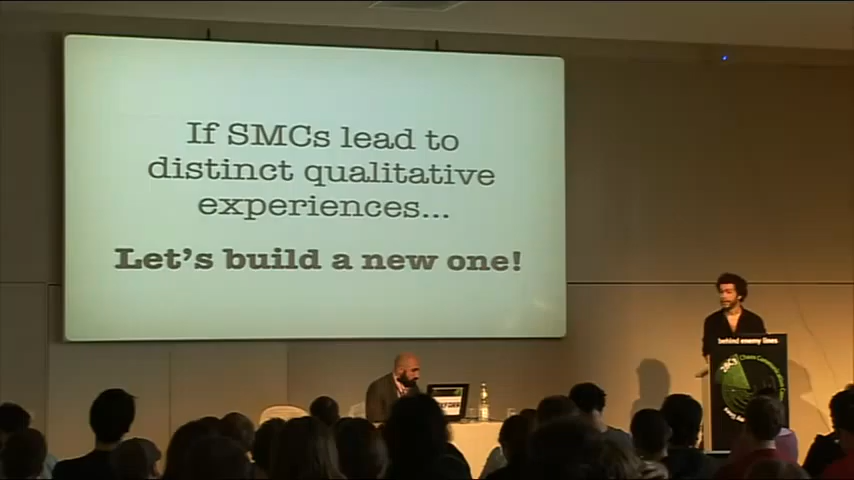 If SMCs lead to
distinct qualitative
experiences...
Let's build a new one!
behind enemy lines